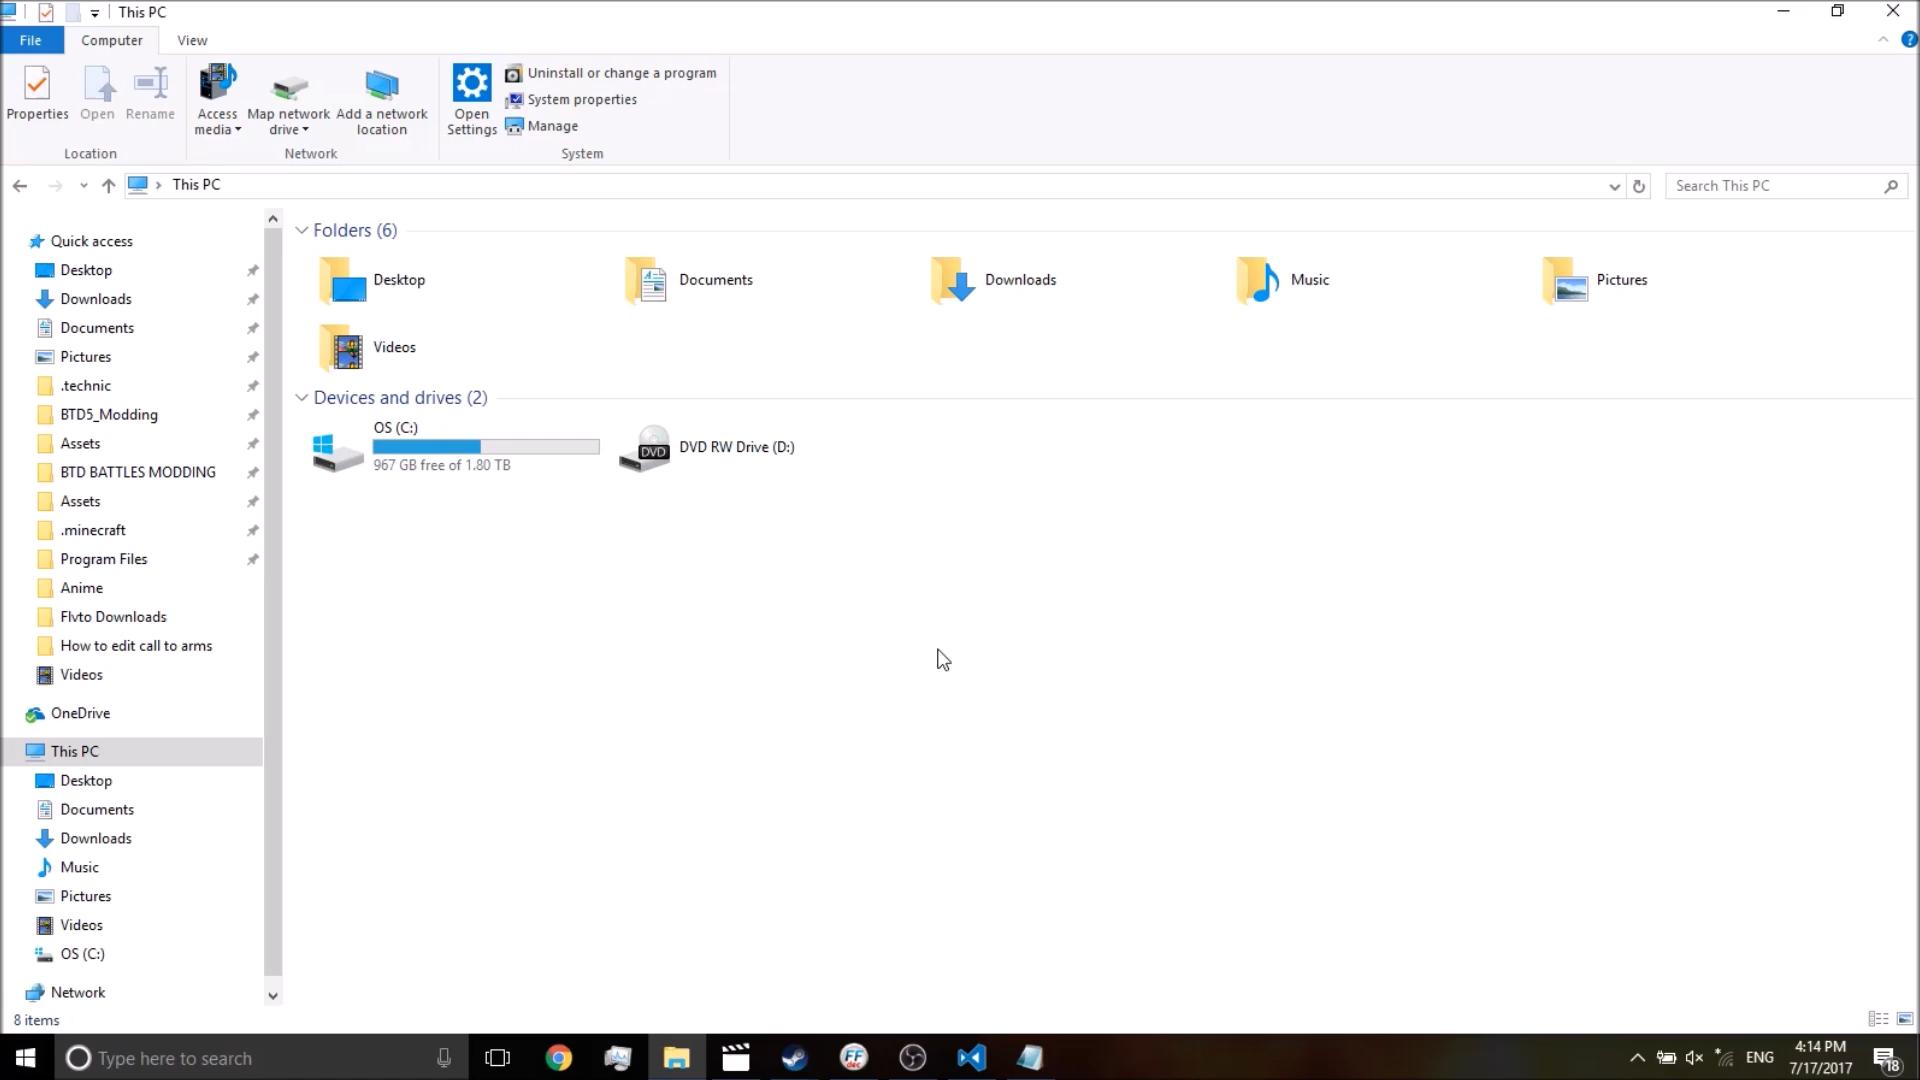 This PC
File Computer View
?
Properties Open Rename
Access media
Map network drive
Add a network location
Open Settings
Uninstall or change a program
System properties
Manage
Location Network System
This PC
Search This PC
Quick access
Desktop
Downloads
Documents
Pictures
.technic
BTD5_Modding
Assets
BTD BATTLES MODDING
Assets
.minecraft
Program Files
Anime
Flvto Downloads
How to edit call to arms
Videos
OneDrive
This PC
Desktop
Documents
Downloads
Music
Pictures
Videos
OS (C:)
Network
Folders (6)
Desktop Documents Downloads Music Pictures
Videos
Devices and drives (2)
OS (C:)
967 GB free of 1.80 TB
DVD
DVD RW Drive (D:)
8 items
Type here to search
FF dec
ENG
4:14 PM
7/17/2017
18